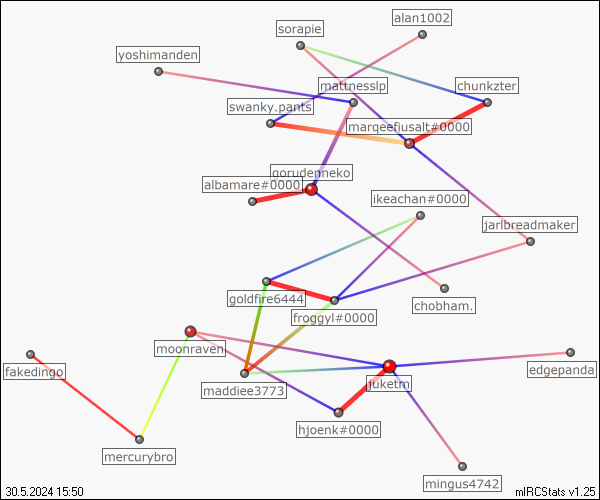 alan1002
sorapie
yoshimanden
mattnesslp
chunkzter
swanky.pants
marqeefiusalt#0000
gorudenneko
albamare#0000
ikeachan#0000
jarlbreadmaker
goldfire6444
chobham.
froggyl#0000
moonraven
fakedingo
edgepanda
maddiee3773
juketm
hjoenk#0000
mercurybro
mingus4742
30.5.2024 15:50
mIRCStats v1.25